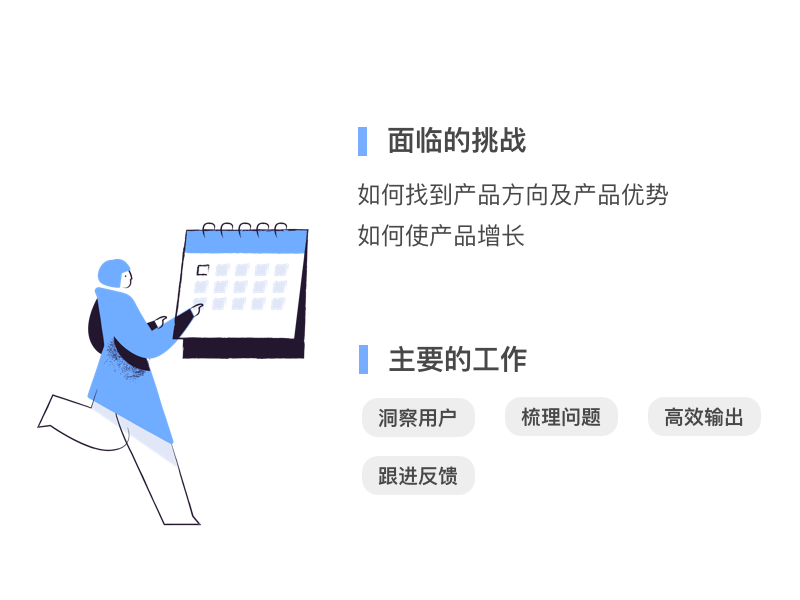 面临的挑战
如何找到产品方向及产品优势
如何使产品增长
主要的工作
洞察用户 梳理问题 高效输出
跟进反馈